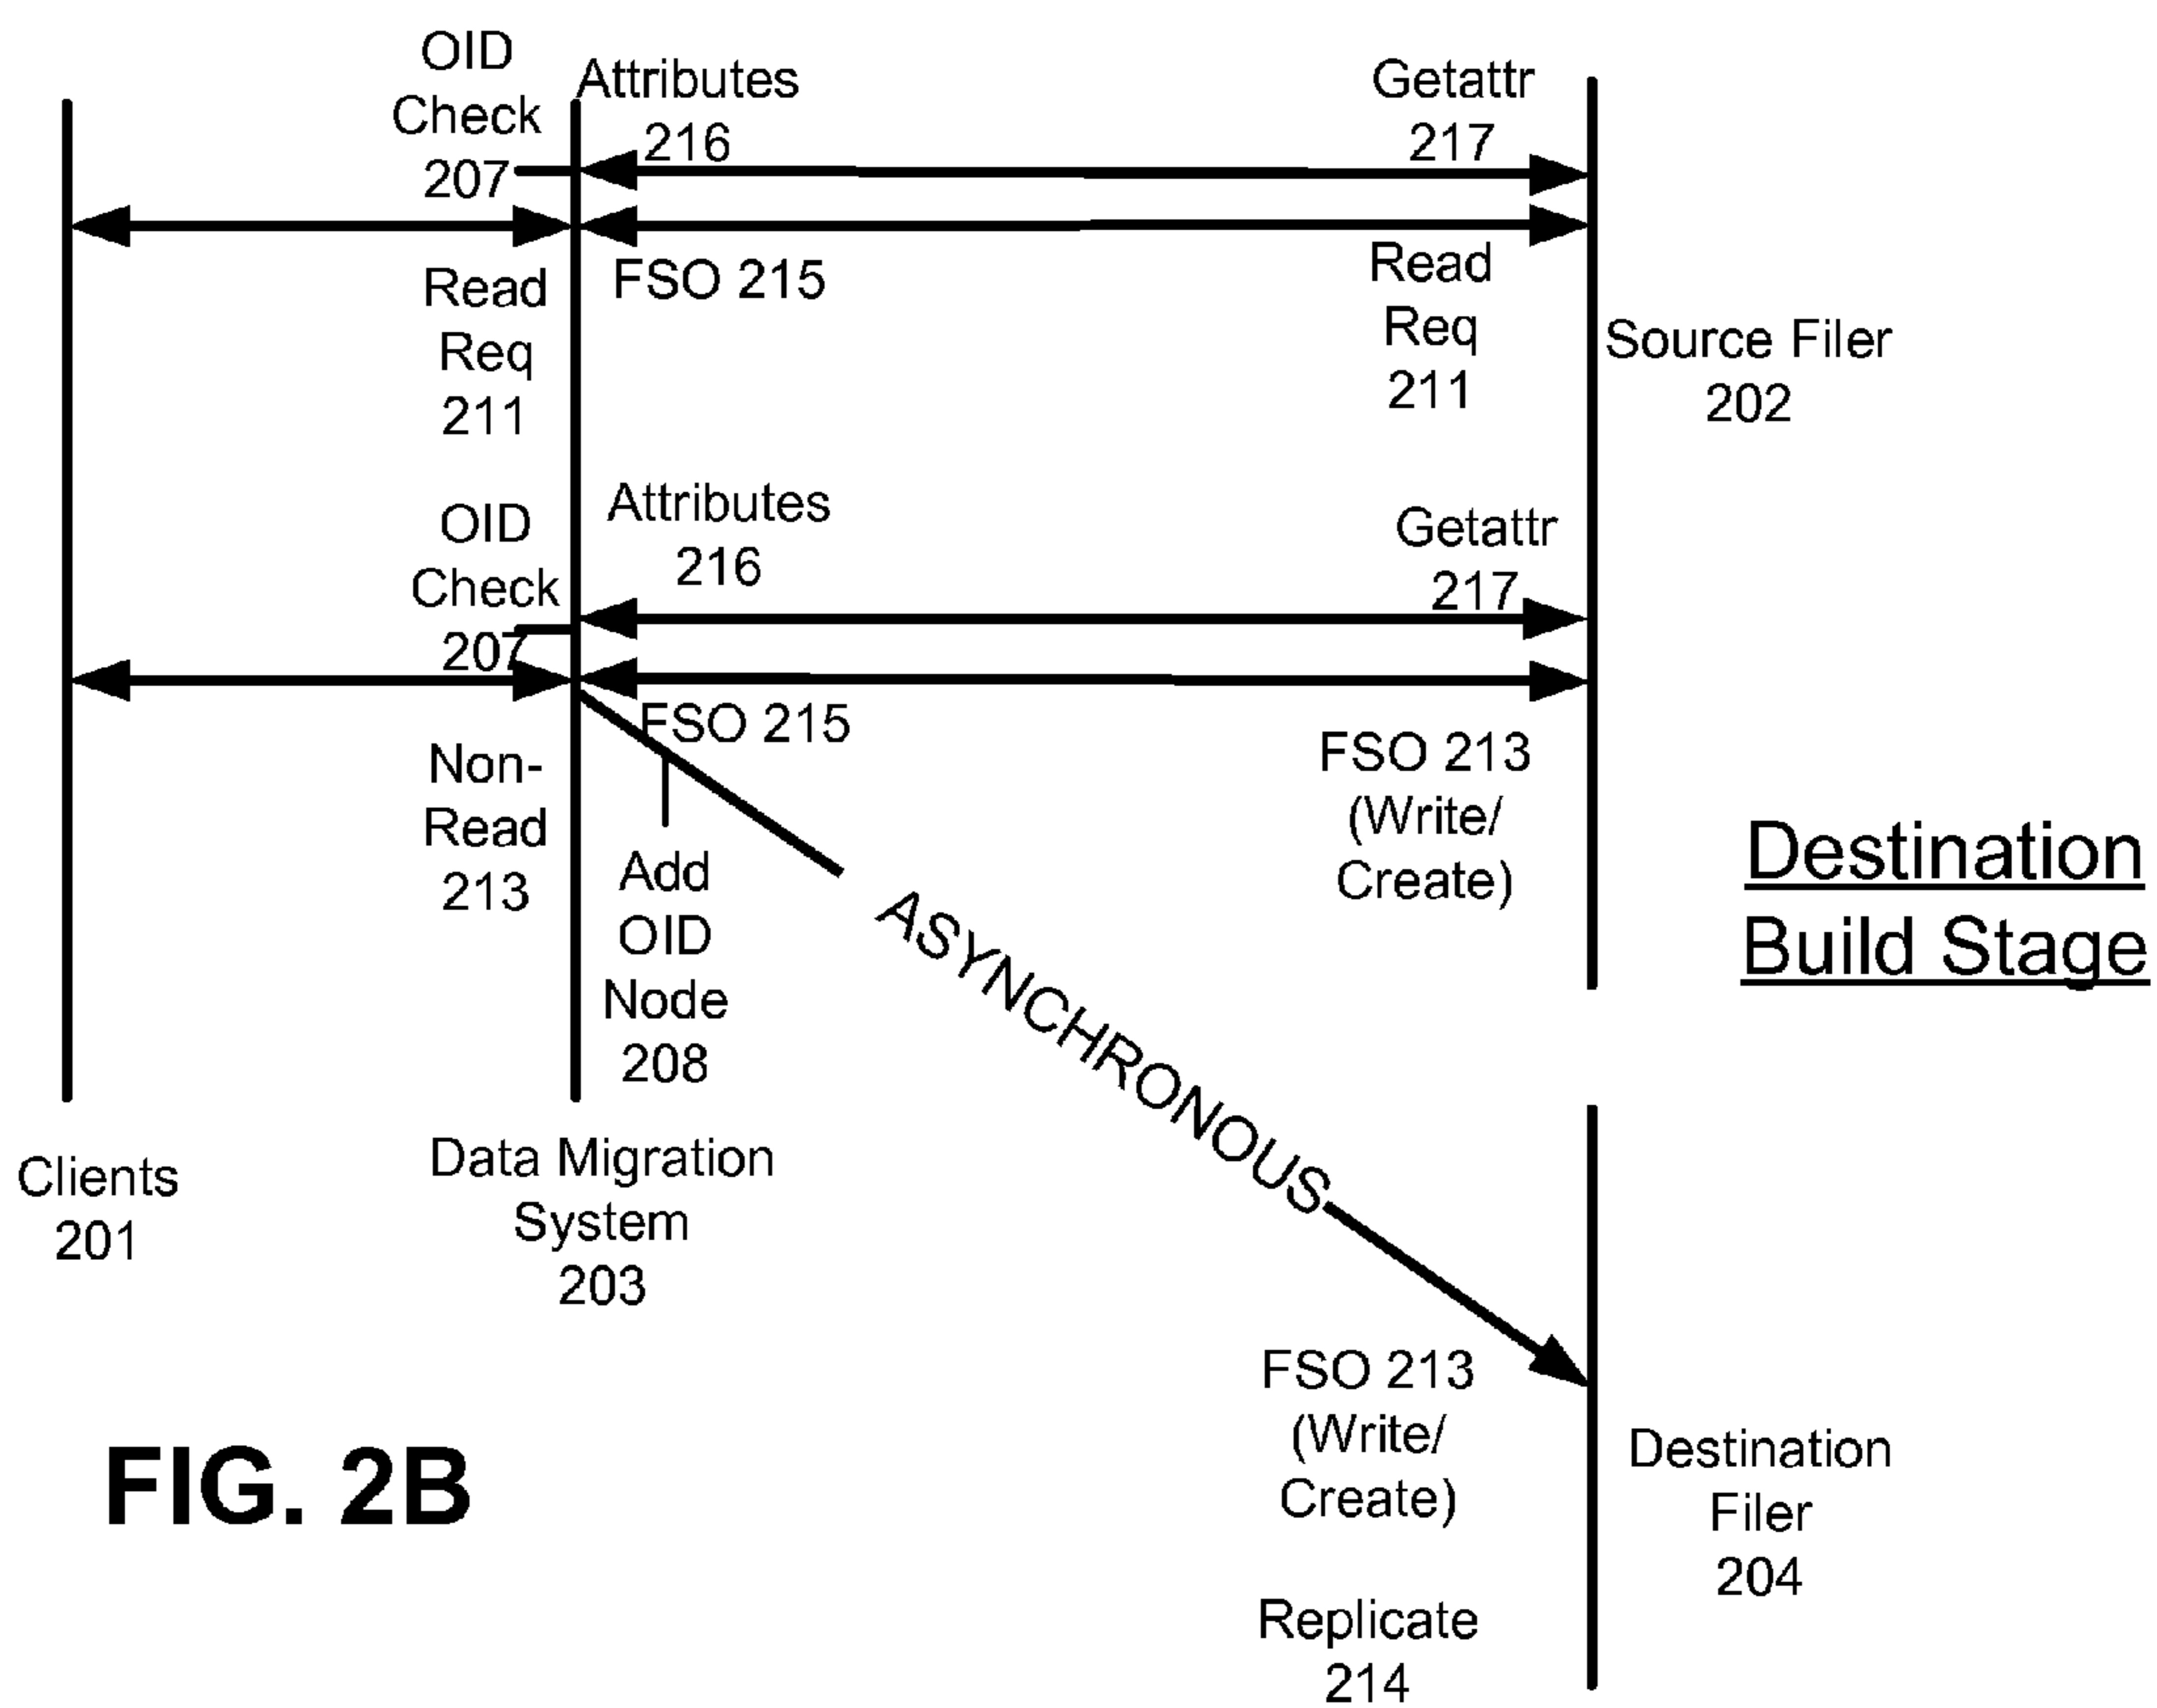 OID
Check
207
Attributes
216
Getattr
217
Read
Req
211
FSO 215
Read
Req
211
Source Filer
202
OID
Check
207
Attributes
216
Getattr
217
Non-
Read
213
FSO 215
Add
OID
Node
208
FSO 213
(Write/
Create)
Destination
Build Stage
ASYNCHRONOUS
Clients
201
Data Migration
System
203
FSO 213
(Write/
Create)
Replicate
214
Destination
Filer
204
FIG. 2B